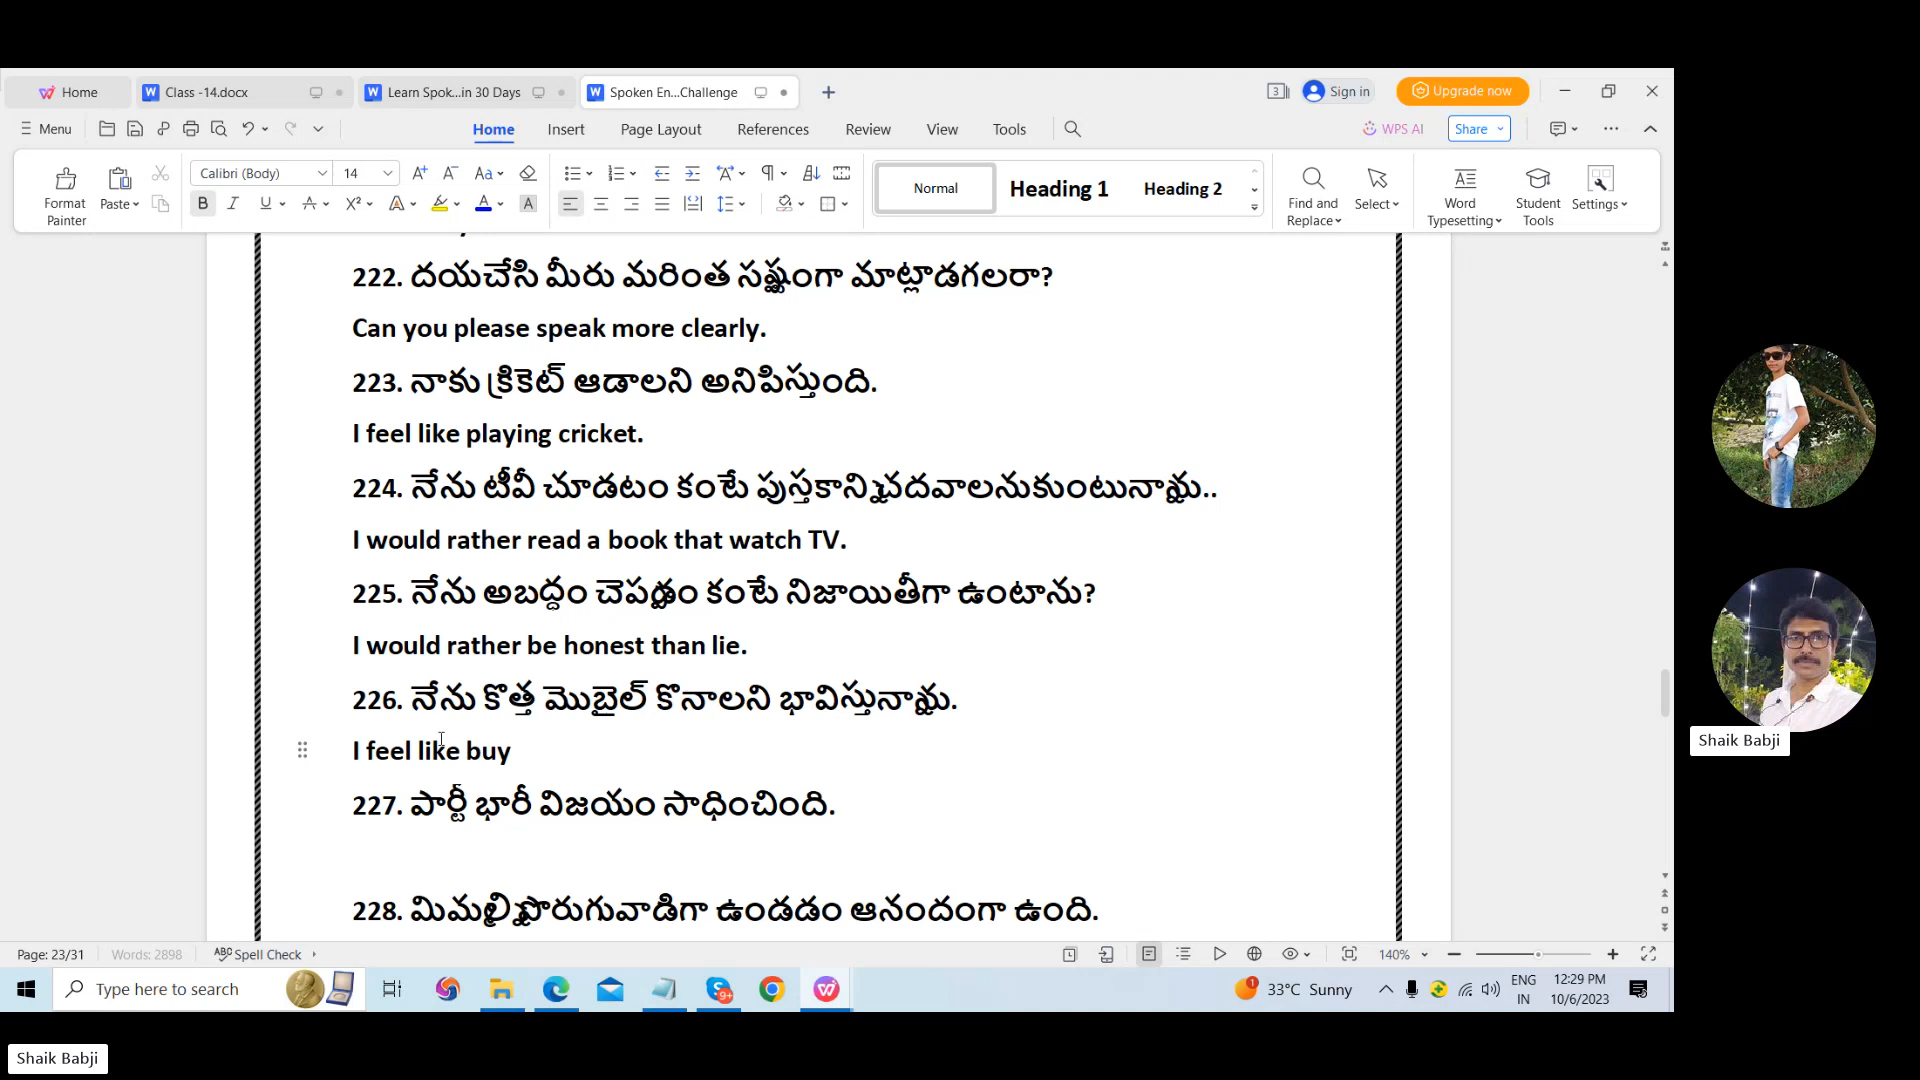 Home
Class -14.docx
Learn Spok...in 30 Days
Spoken En...Challenge
Sign in
Upgrade now
Menu
Home
Insert
Page Layout
References
Review
View
Tools
WPS AI
Share
Format Painter
Paste
Calibri (Body)
14
Normal
Heading 1
Heading 2
Find and Replace
Select
Word Typesetting
Student Tools
Settings
222. దయచేసి మీరు మరింత స్పష్టంగా మాట్లాడగలరా?
Can you please speak more clearly.
223. నాకు క్రికెట్ ఆడాలని అనిపిస్తుంది.
I feel like playing cricket.
224. నేను టీవీ చూడటం కంటే పుస్తకాన్ని చదవాలనుకుంటున్నాను..
I would rather read a book that watch TV.
225. నేను అబద్దం చెప్పడం కంటే నిజాయితీగా ఉంటాను?
I would rather be honest than lie.
226. నేను కొత్త మొబైల్ కొనాలని భావిస్తున్నాను.
I feel like buy
227. పార్టీ భారీ విజయం సాధించింది.
228. మిమ్మల్ని పొరుగువాడిగా ఉండడం ఆనందంగా ఉంది.
Page: 23/31
Words: 2898
Spell Check
140%
Type here to search
9+
33°C Sunny
ENG
IN
12:29 PM
10/6/2023
Shaik Babji
Shaik Babji